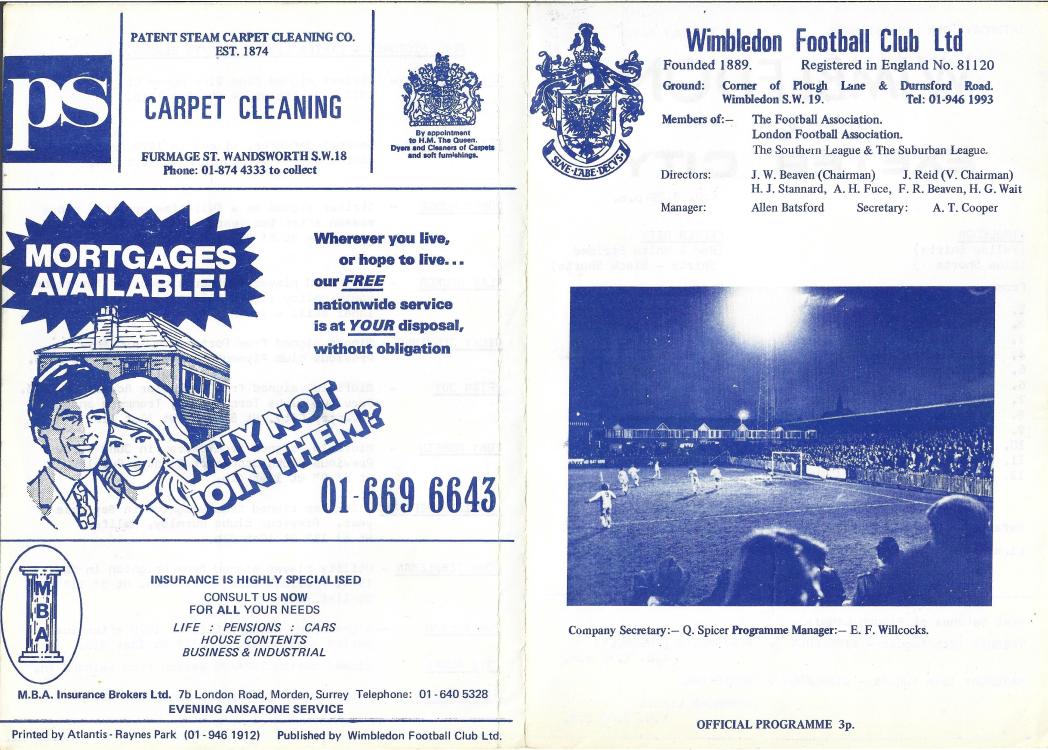 ps
PATENT STEAM CARPET CLEANING CO.
EST. 1874
CARPET CLEANING
FURMAGE ST. WANDSWORTH S.W.18
Phone: 01-874 4333 to collect
By appointment
to H.M. The Queen.
Dyers and Cleaners of Carpets
and soft furnishings.
MORTGAGES
AVAILABLE!
Wherever you live,
or hope to live...
our FREE
nationwide service
is at YOUR disposal,
without obligation
WHY NOT
JOIN THEM?
01-669 6643
MBA
INSURANCE IS HIGHLY SPECIALISED
CONSULT US NOW
FOR ALL YOUR NEEDS
LIFE : PENSIONS : CARS
HOUSE CONTENTS
BUSINESS & INDUSTRIAL
M.B.A. Insurance Brokers Ltd. 7b London Road, Morden, Surrey Telephone: 01-640 5328
EVENING ANSAFONE SERVICE
Printed by Atlantis - Raynes Park (01-946 1912) Published by Wimbledon Football Club Ltd.
SINE·LABE·DECVS
Wimbledon Football Club Ltd
Founded 1889. Registered in England No. 81120
Ground: Corner of Plough Lane & Durnsford Road.
Wimbledon S.W. 19. Tel: 01-946 1993
Members of:— The Football Association.
London Football Association.
The Southern League & The Suburban League.
Directors: J. W. Beaven (Chairman) J. Reid (V. Chairman)
H. J. Stannard, A. H. Fuce, F. R. Beaven, H. G. Wait
Manager: Allen Batsford Secretary: A. T. Cooper
Company Secretary:— Q. Spicer Programme Manager:— E. F. Willcocks.
OFFICIAL PROGRAMME 3p.